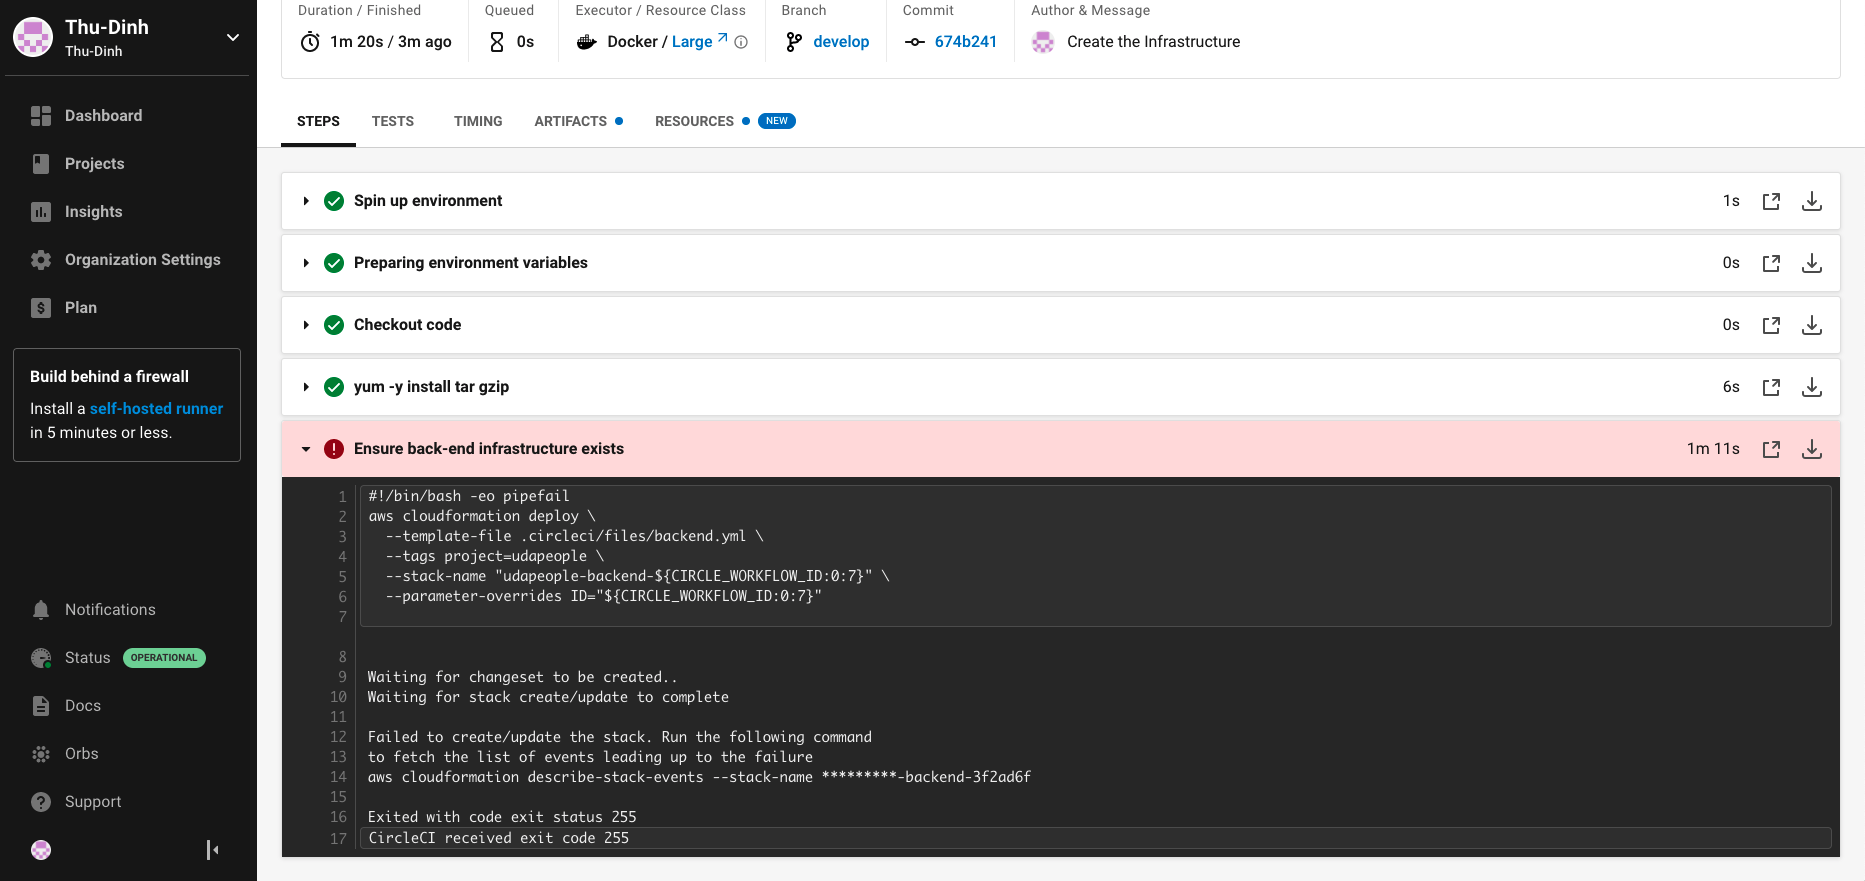 Thu-Dinh
Thu-Dinh
Dashboard
Projects
Insights
Organization Settings
Plan
Build behind a firewall
Install a self-hosted runner
in 5 minutes or less.
Notifications
Status OPERATIONAL
Docs
Orbs
Support
Duration / Finished
1m 20s / 3m ago
Queued
0s
Executor / Resource Class
Docker / Large
Branch
develop
Commit
674b241
Author & Message
Create the Infrastructure
STEPS TESTS TIMING ARTIFACTS RESOURCES NEW
Spin up environment 1s
Preparing environment variables 0s
Checkout code 0s
yum -y install tar gzip 6s
Ensure back-end infrastructure exists 1m 11s
1 #!/bin/bash -eo pipefail
2 aws cloudformation deploy \
3 --template-file .circleci/files/backend.yml \
4 --tags project=udapeople \
5 --stack-name "udapeople-backend-${CIRCLE_WORKFLOW_ID:0:7}" \
6 --parameter-overrides ID="${CIRCLE_WORKFLOW_ID:0:7}"
7
8
9 Waiting for changeset to be created..
10 Waiting for stack create/update to complete
11
12 Failed to create/update the stack. Run the following command
13 to fetch the list of events leading up to the failure
14 aws cloudformation describe-stack-events --stack-name *********-backend-3f2ad6f
15
16 Exited with code exit status 255
17 CircleCI received exit code 255